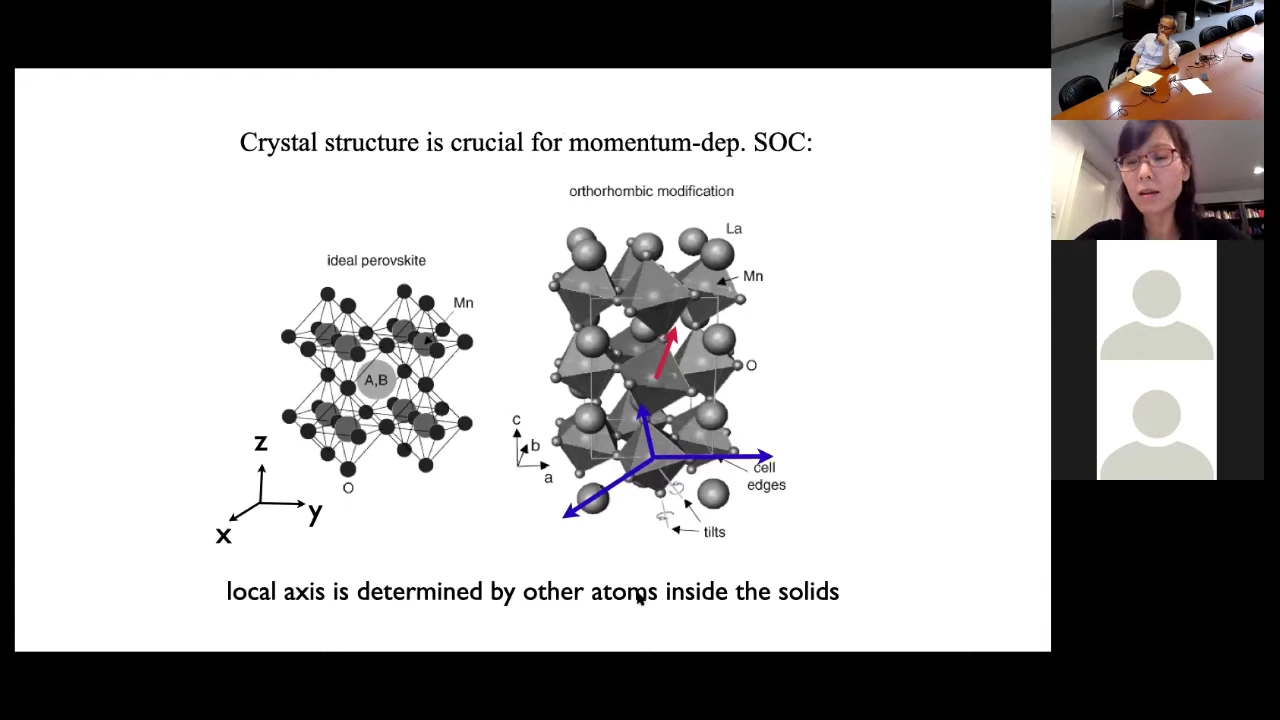 Crystal structure is crucial for momentum-dep. SOC:
orthorhombic modification
La
ideal perovskite
Mn
Mn
O
A,B
c
b
a
z
y
x
O
cell
edges
tilts
local axis is determined by other atoms inside the solids